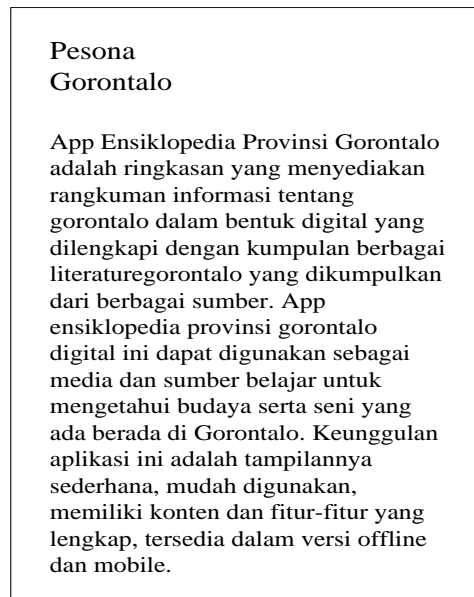 Pesona
Gorontalo
App Ensiklopedia Provinsi Gorontalo
adalah ringkasan yang menyediakan
rangkuman informasi tentang
gorontalo dalam bentuk digital yang
dilengkapi dengan kumpulan berbagai
literaturegorontalo yang dikumpulkan
dari berbagai sumber. App
ensiklopedia provinsi gorontalo
digital ini dapat digunakan sebagai
media dan sumber belajar untuk
mengetahui budaya serta seni yang
ada berada di Gorontalo. Keunggulan
aplikasi ini adalah tampilannya
sederhana, mudah digunakan,
memiliki konten dan fitur-fitur yang
lengkap, tersedia dalam versi offline
dan mobile.